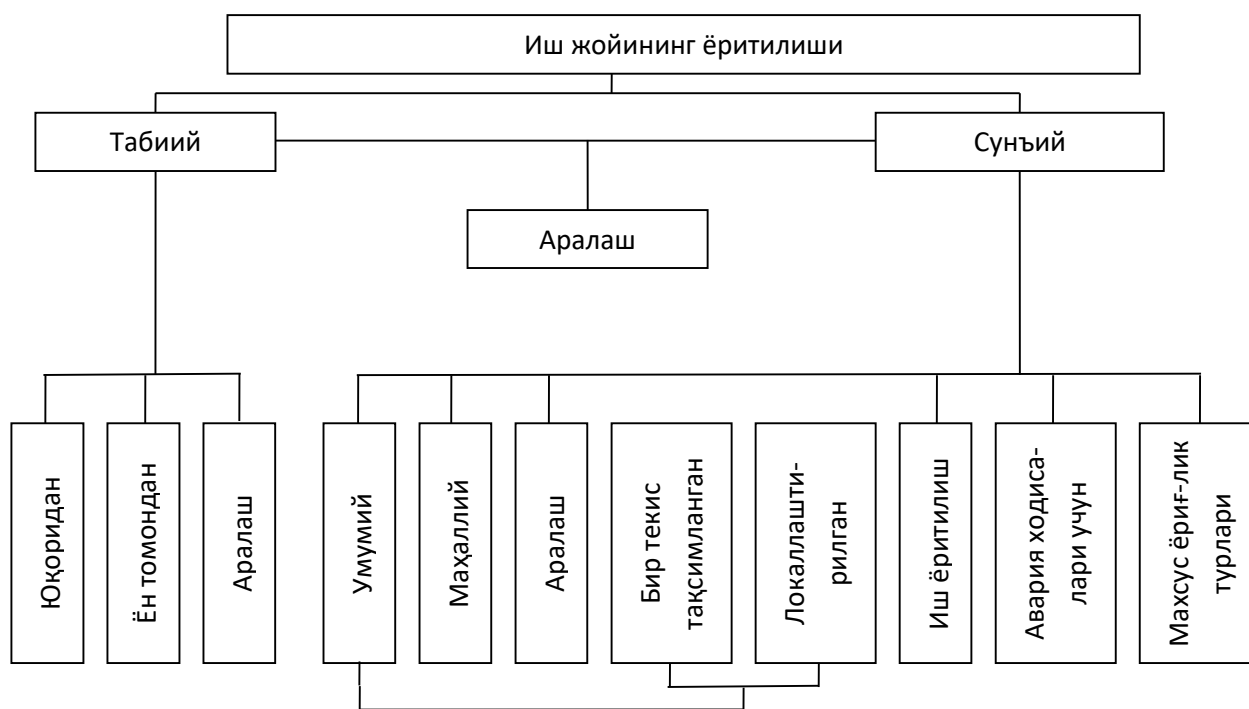 Иш жойининг ёритилиши
Табиий
Сунъий
Аралаш
Юқоридан
Ён томондан
Аралаш
Умумий
Маҳаллий
Аралаш
Бир текис
тақсимланган
Локаллашти-
рилган
Иш ёритилиш
Авария ходиса-
лари учун
Махсус ёриғ-лик
турлари